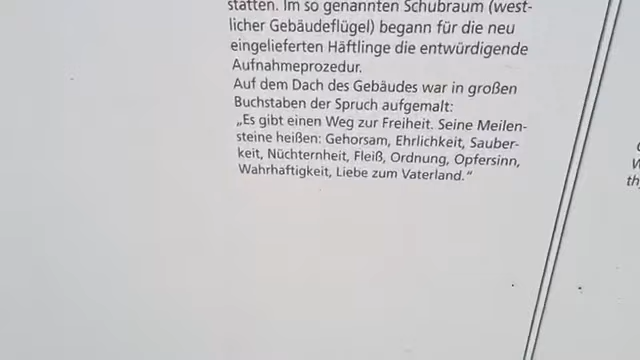 statten. Im so genannten Schubraum (west-
licher Gebäudeflügel) begann für die neu
eingelieferten Häftlinge die entwürdigende
Aufnahmeprozedur.
Auf dem Dach des Gebäudes war in großen
Buchstaben der Spruch aufgemalt:
„Es gibt einen Weg zur Freiheit. Seine Meilen-
steine heißen: Gehorsam, Ehrlichkeit, Sauber-
keit, Nüchternheit, Fleiß, Ordnung, Opfersinn,
Wahrhaftigkeit, Liebe zum Vaterland.“